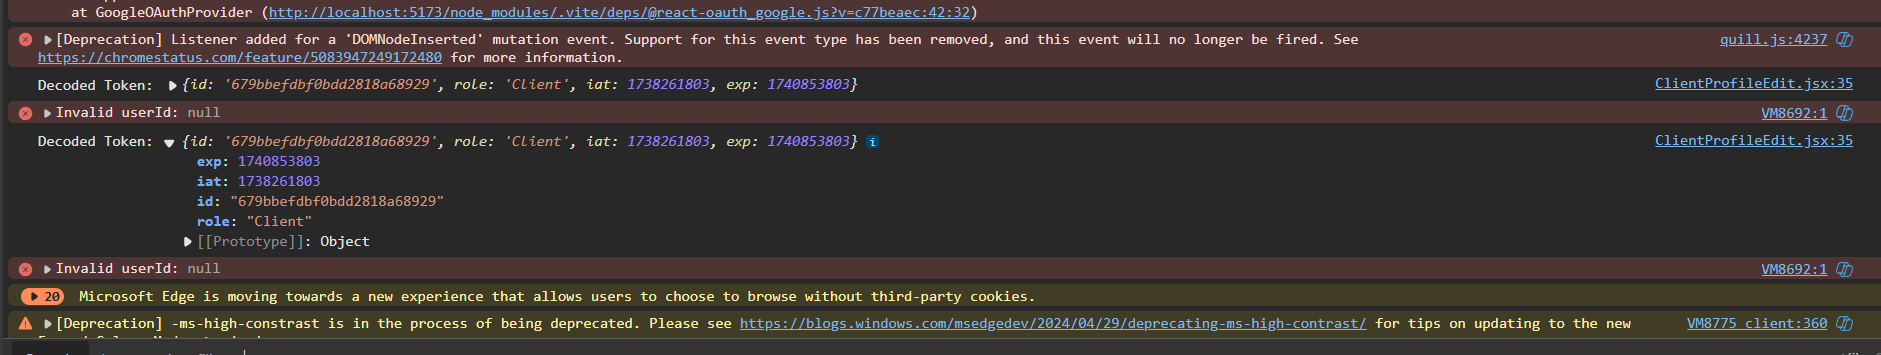 at GoogleOAuthProvider (http://localhost:5173/node_modules/.vite/deps/@react-oauth_google.js?v=c77beaec:42:32)
[Deprecation] Listener added for a 'DOMNodeInserted' mutation event. Support for this event type has been removed, and this event will no longer be fired. See quill.js:4237
https://chromestatus.com/feature/5083947249172480 for more information.
Decoded Token: {id: '679bbefdbf0bdd2818a68929', role: 'Client', iat: 1738261803, exp: 1740853803} ClientProfileEdit.jsx:35
Invalid userId: null VM8692:1
Decoded Token: {id: '679bbefdbf0bdd2818a68929', role: 'Client', iat: 1738261803, exp: 1740853803} i ClientProfileEdit.jsx:35
exp: 1740853803
iat: 1738261803
id: "679bbefdbf0bdd2818a68929"
role: "Client"
[[Prototype]]: Object
Invalid userId: null VM8692:1
20 Microsoft Edge is moving towards a new experience that allows users to choose to browse without third-party cookies.
[Deprecation] -ms-high-constrast is in the process of being deprecated. Please see https://blogs.windows.com/msedgedev/2024/04/29/deprecating-ms-high-contrast/ for tips on updating to the new VM8775 client:360